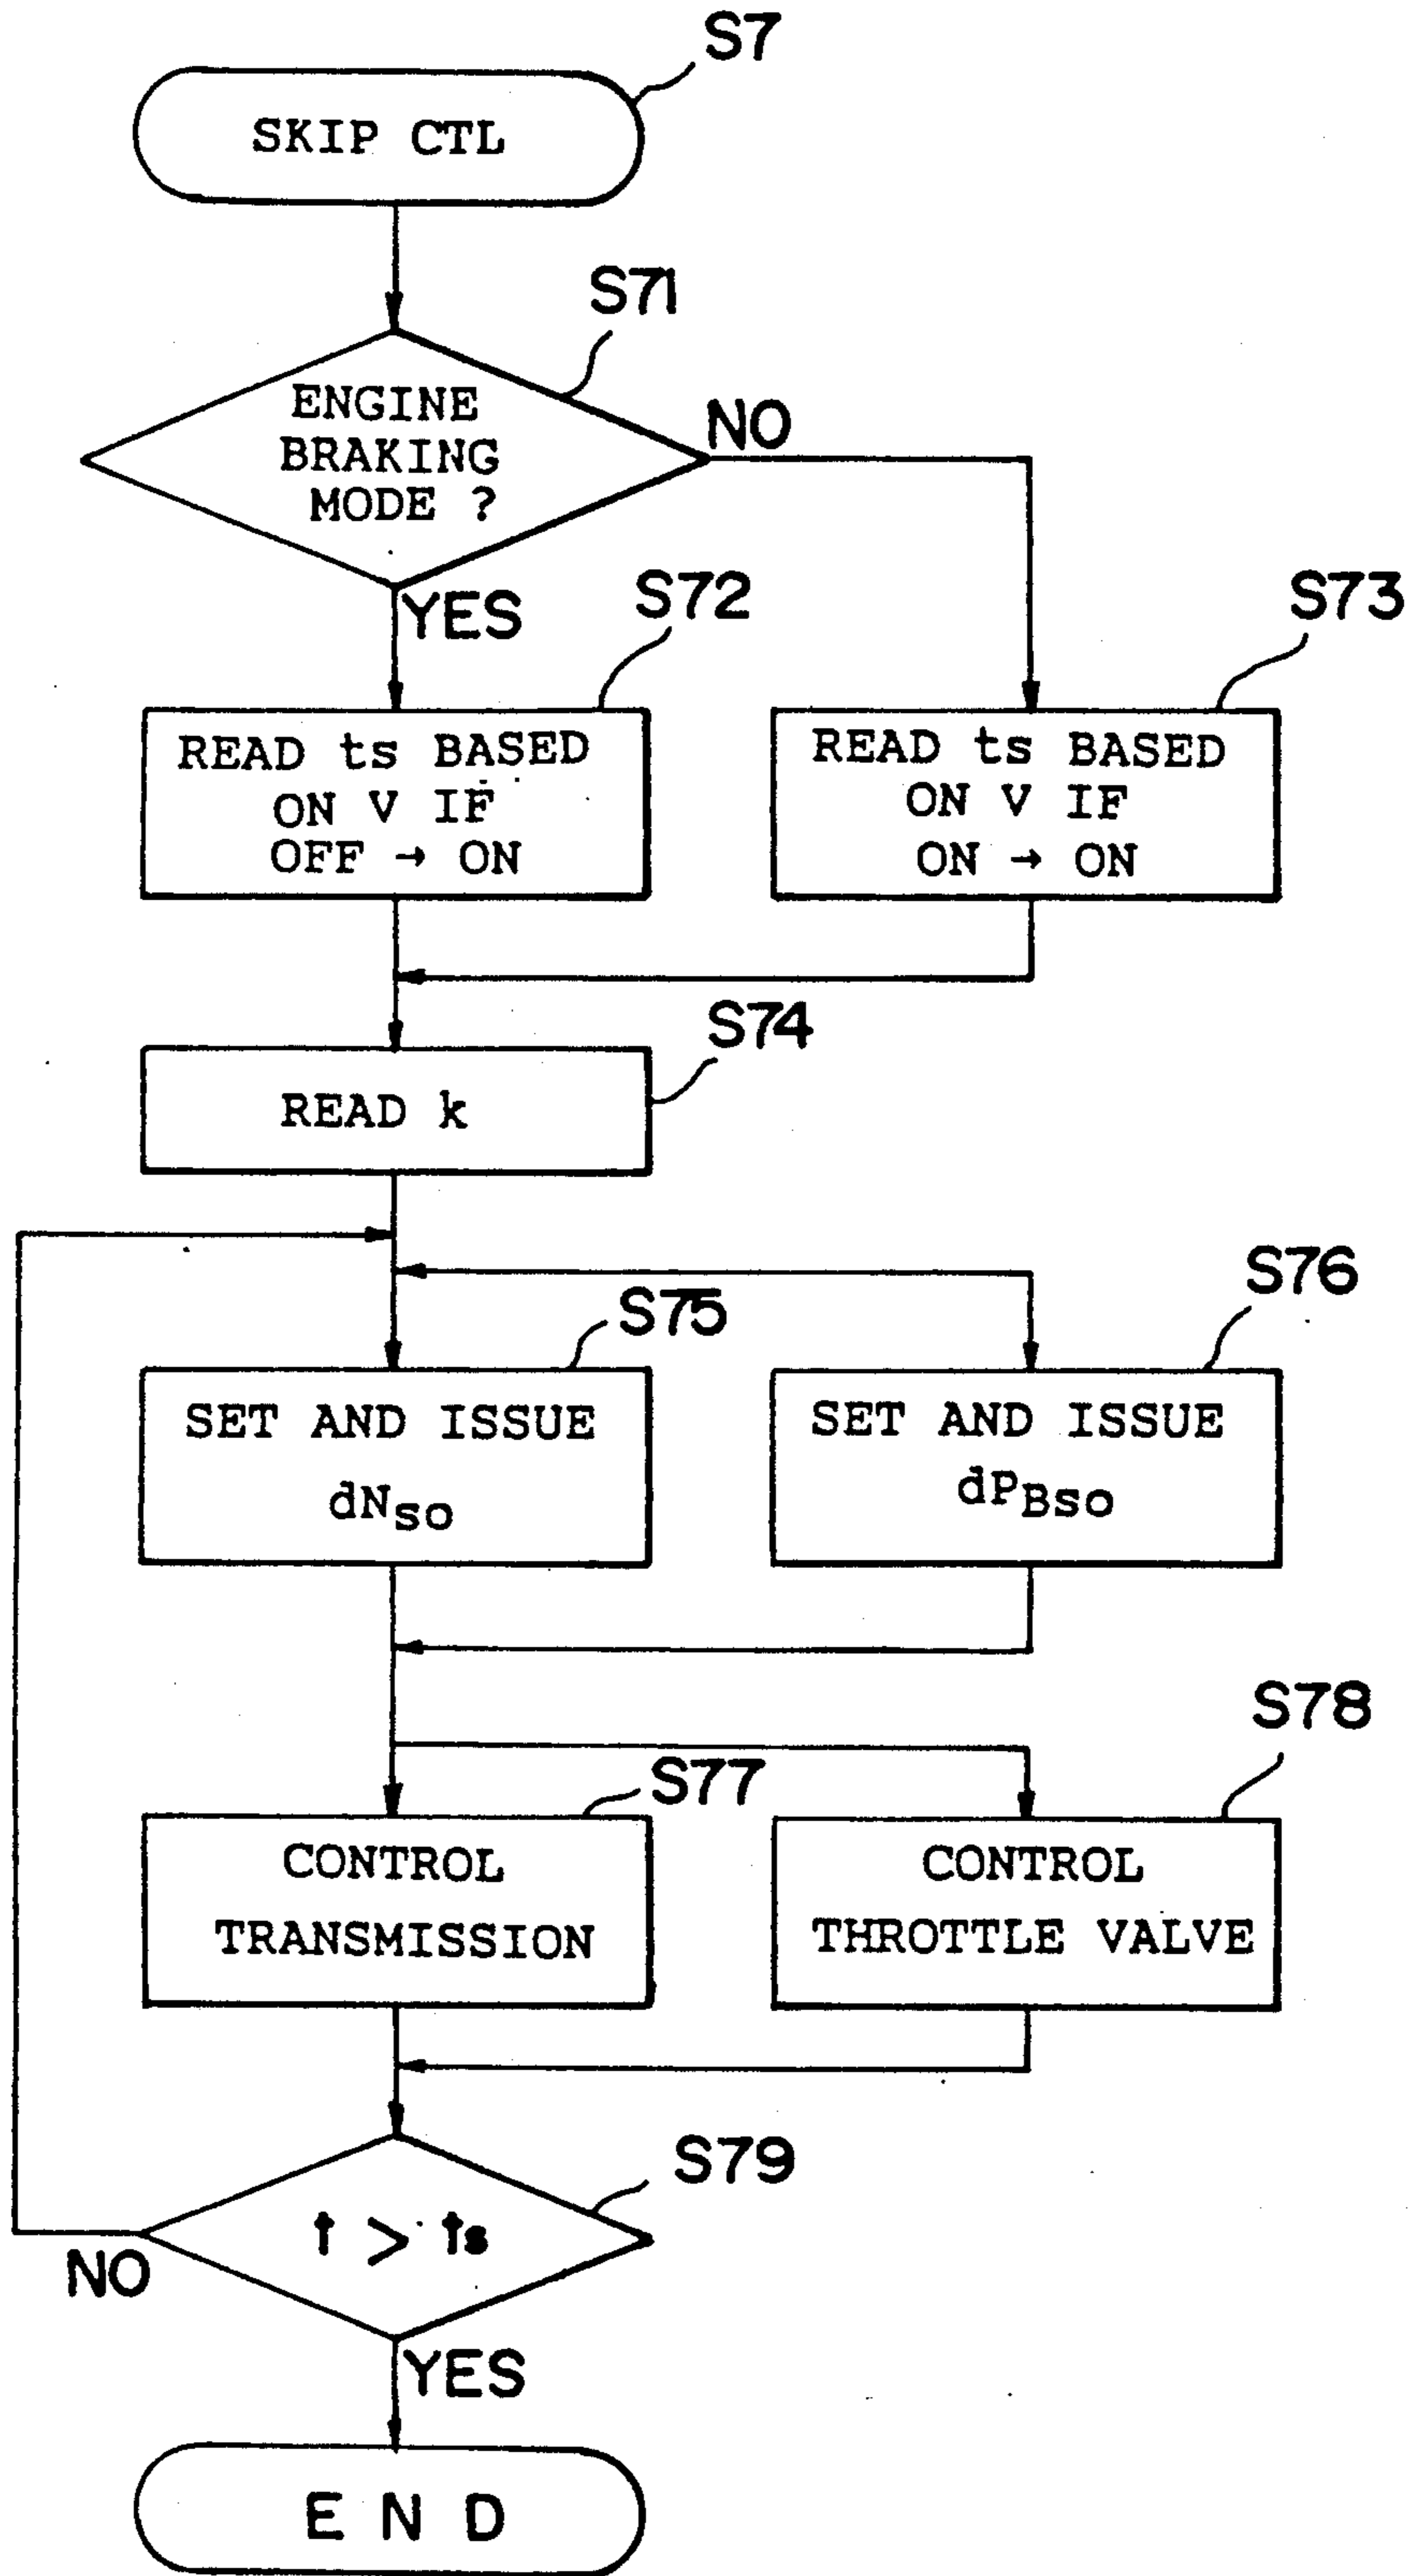 S7
SKIP CTL
S71
ENGINE
BRAKING
MODE ?
NO
YES
S72
READ ts BASED
ON V IF
OFF → ON
S73
READ ts BASED
ON V IF
ON → ON
S74
READ k
S75
SET AND ISSUE
dNso
S76
SET AND ISSUE
dPBso
S77
CONTROL
TRANSMISSION
S78
CONTROL
THROTTLE VALVE
S79
t > ts
NO
YES
E N D